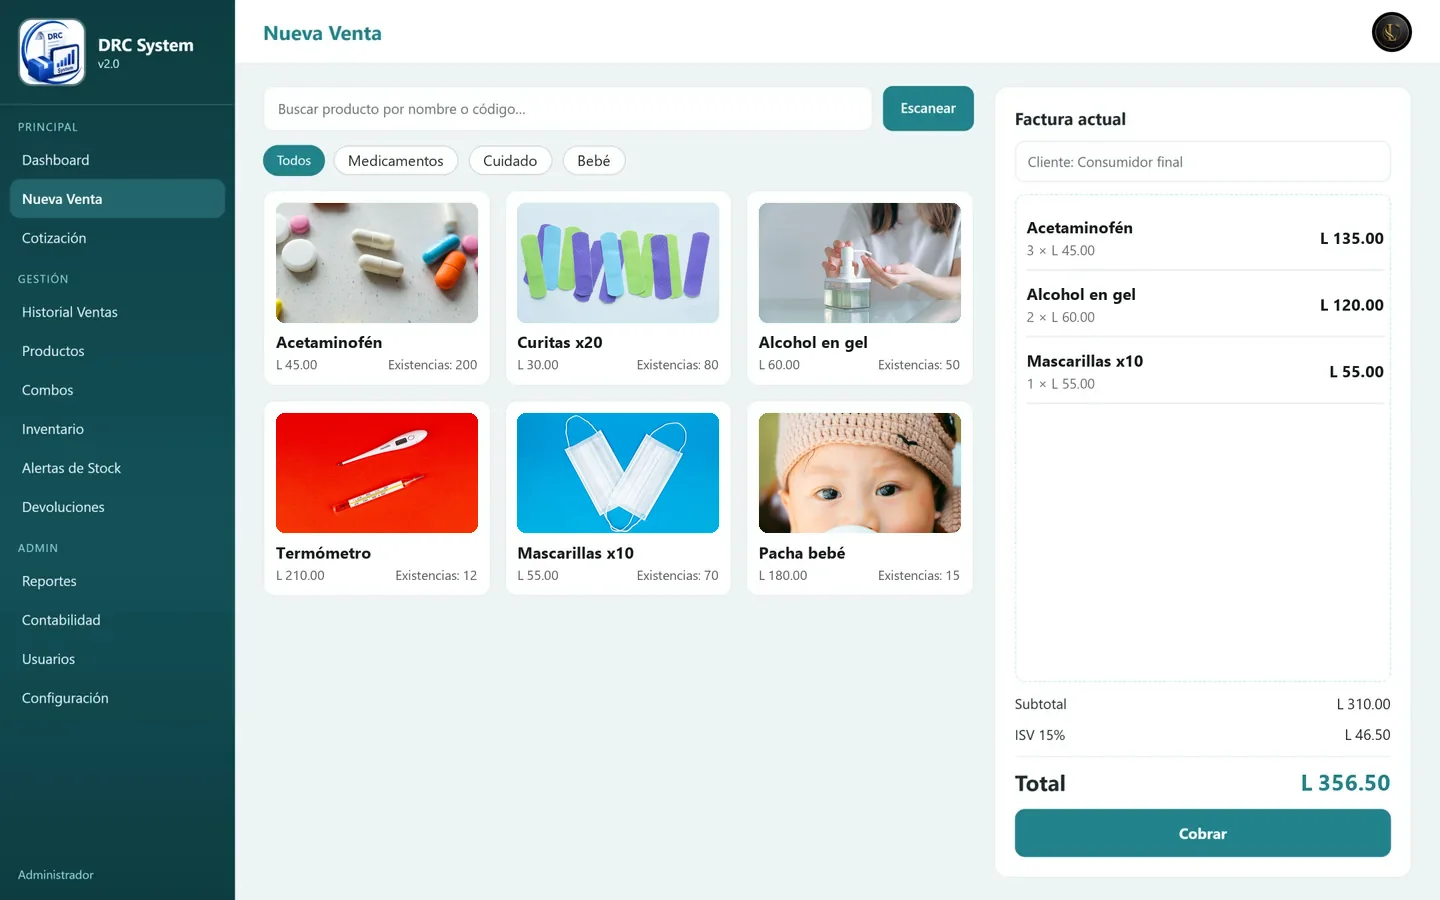 DRC System
v2.0
PRINCIPAL
Dashboard
Nueva Venta
Cotización
GESTIÓN
Historial Ventas
Productos
Combos
Inventario
Alertas de Stock
Devoluciones
ADMIN
Reportes
Contabilidad
Usuarios
Configuración
Administrador
Nueva Venta
Buscar producto por nombre o código...
Escanear
Todos
Medicamentos
Cuidado
Bebé
Acetaminofén
L 45.00 Existencias: 200
Curitas x20
L 30.00 Existencias: 80
Alcohol en gel
L 60.00 Existencias: 50
Termómetro
L 210.00 Existencias: 12
Mascarillas x10
L 55.00 Existencias: 70
Pacha bebé
L 180.00 Existencias: 15
Factura actual
Cliente: Consumidor final
Acetaminofén
3 × L 45.00
L 135.00
Alcohol en gel
2 × L 60.00
L 120.00
Mascarillas x10
1 × L 55.00
L 55.00
Subtotal L 310.00
ISV 15% L 46.50
Total L 356.50
Cobrar